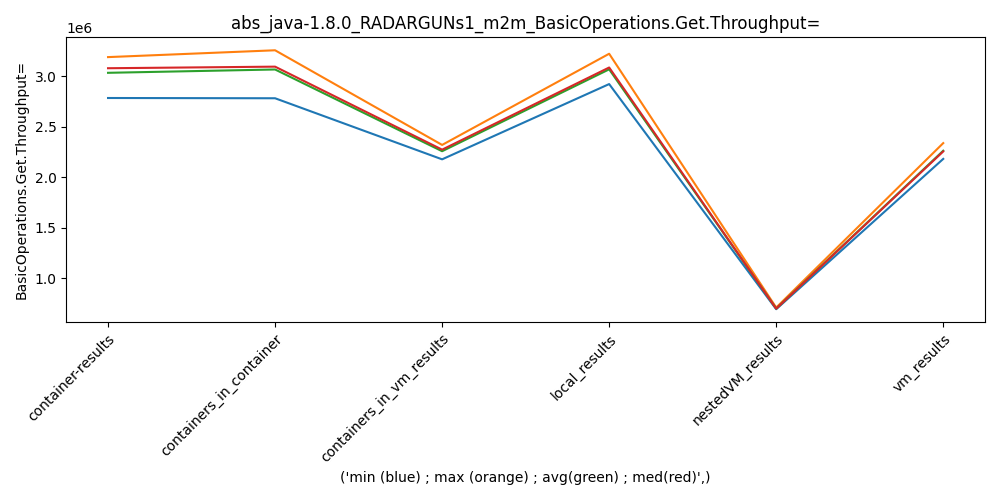 abs_java-1.8.0_RADARGUNs1_m2m_BasicOperations.Get.Throughput=
1e6
BasicOperations.Get.Throughput=
3.0
2.5
2.0
1.5
1.0
container-results
containers_in_container
containers_in_vm_results
local_results
nestedVM_results
vm_results
('min (blue) ; max (orange) ; avg(green) ; med(red)',)